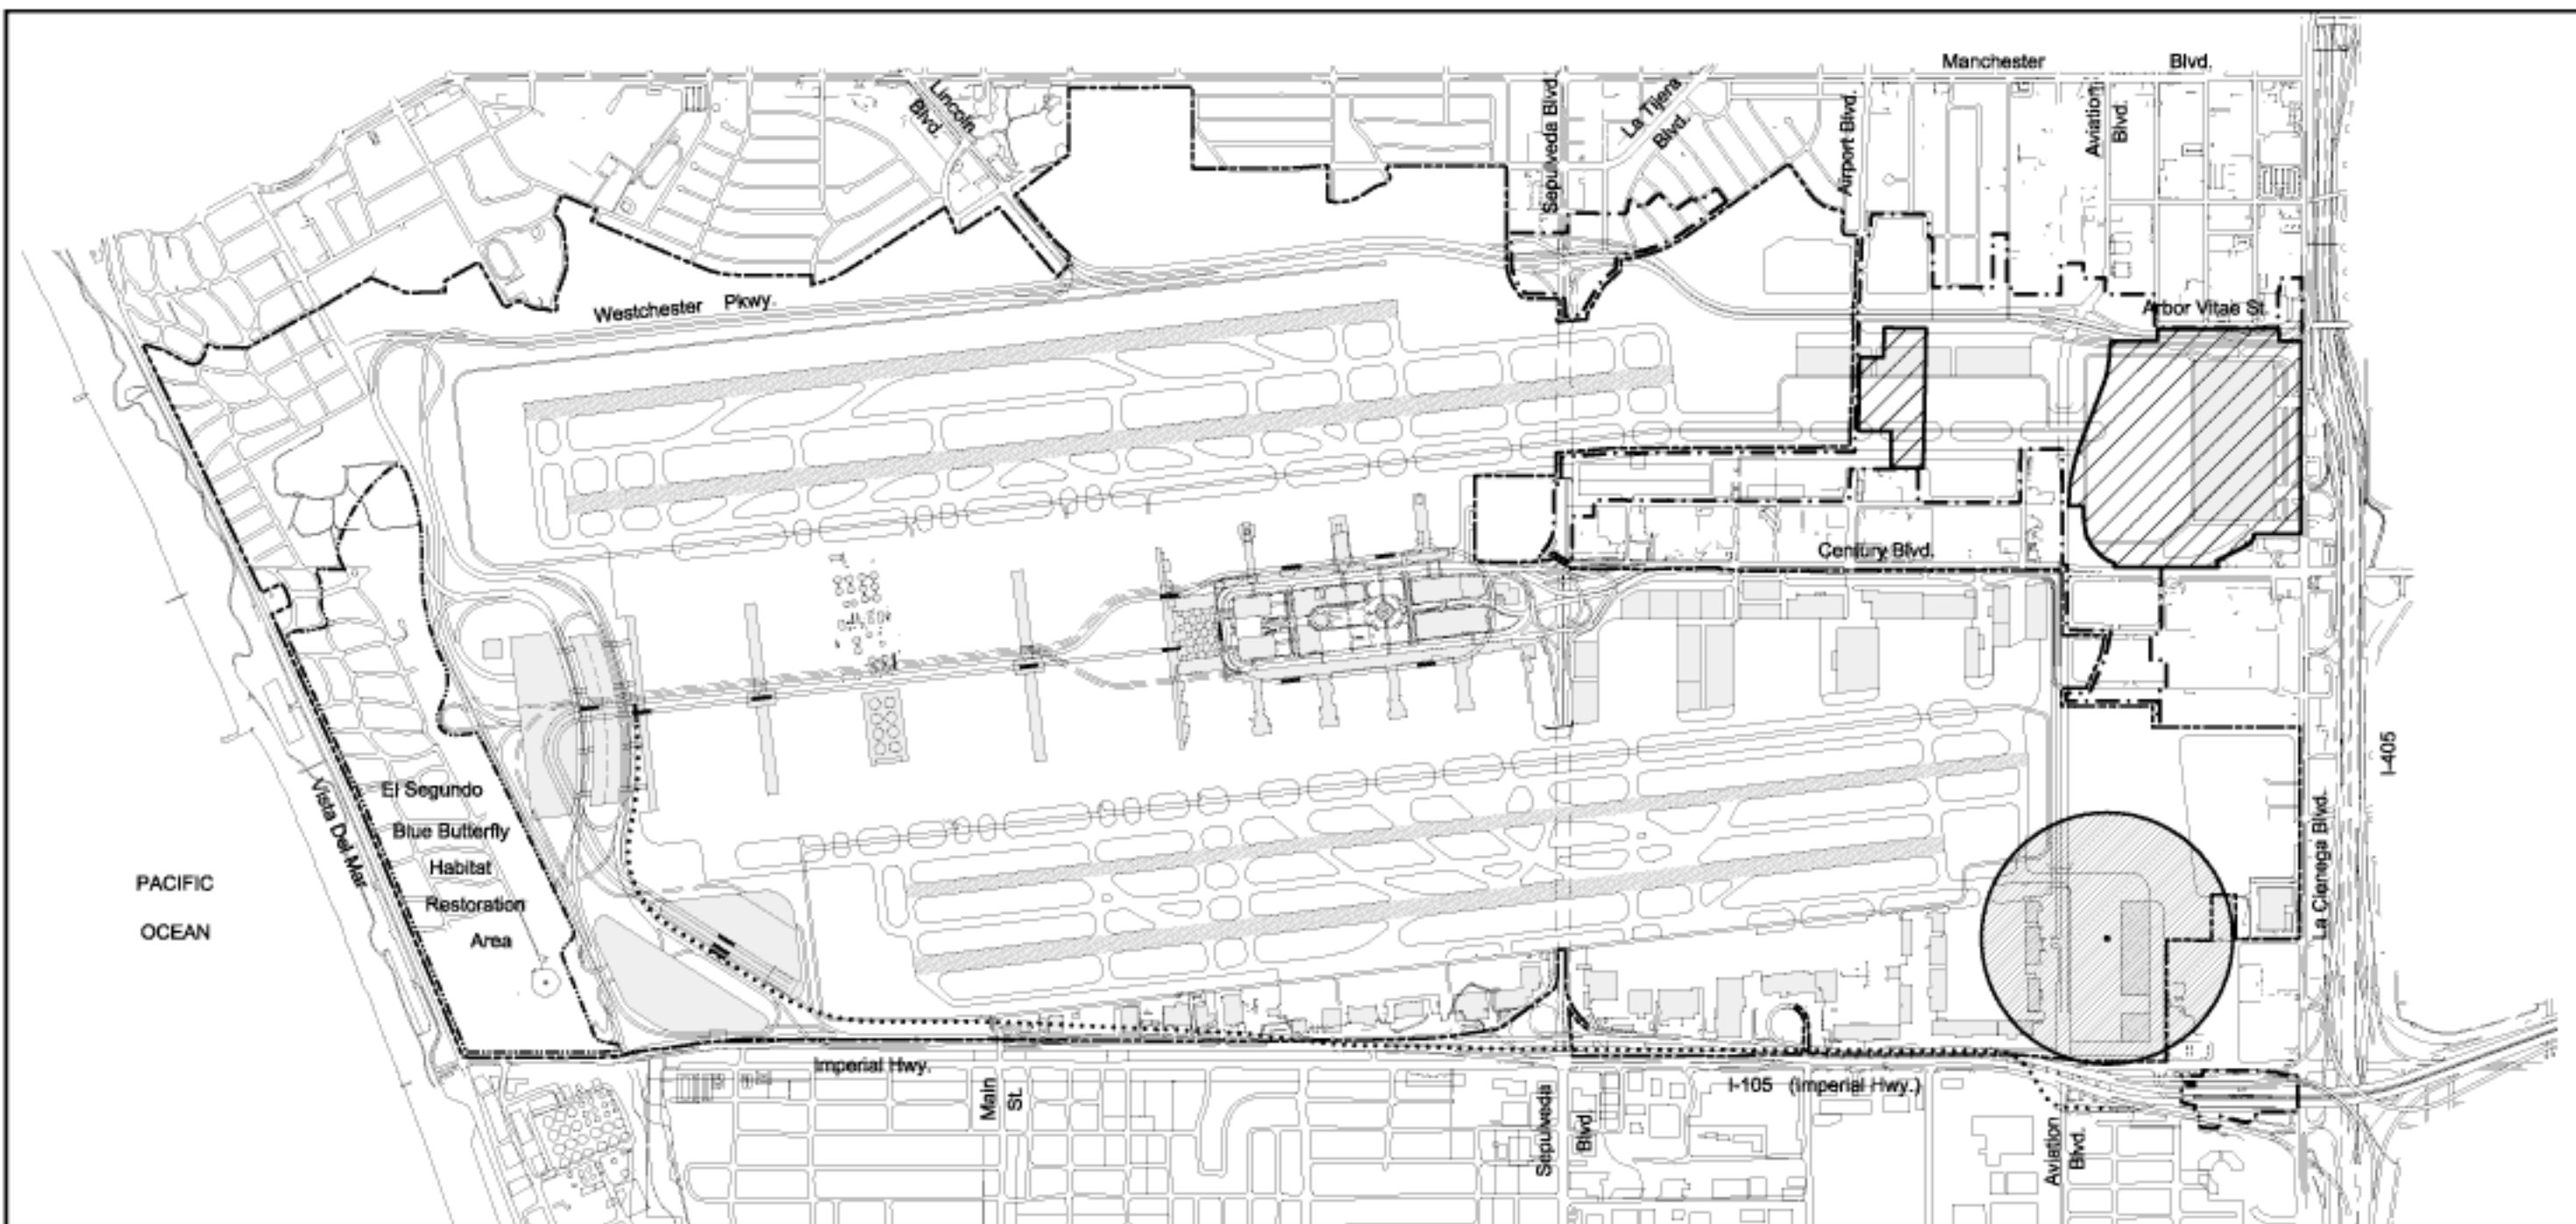 Manchester Blvd.
Lincoln
Blvd.
Sepulveda Blvd.
La Tijera
Blvd.
Airport Blvd.
Aviation
Blvd.
Westchester Pkwy.
Arbor Vitae St.
Century Blvd.
I-405
La Cienega Blvd.
Vista Del Mar
El Segundo
Blue Butterfly
Habitat
Restoration
Area
PACIFIC
OCEAN
Imperial Hwy.
Main
St.
Sepulveda
Blvd.
I-105 (Imperial Hwy.)
Aviation
Blvd.